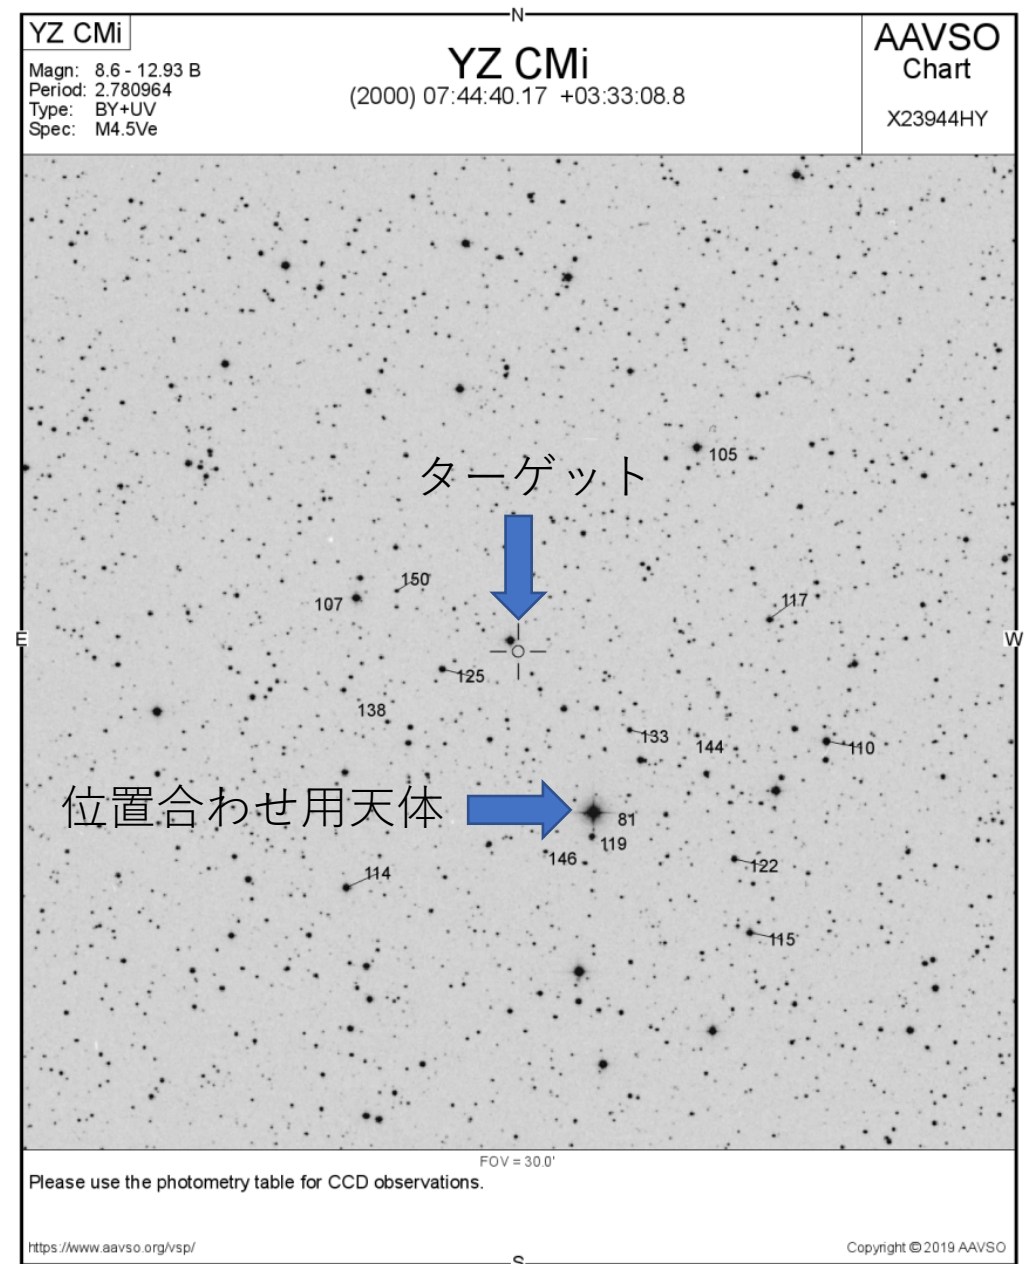 N
YZ CMi
Magn: 8.6 - 12.93 B
Period: 2.780964
Type: BY+UV
Spec: M4.5Ve
YZ CMi
(2000) 07:44:40.17 +03:33:08.8
AAVSO
Chart
X23944HY
105
ターゲット
150
107
117
E
W
125
138
133
144
110
位置合わせ用天体
81
119
146
122
114
115
FOV = 30.0'
Please use the photometry table for CCD observations.
https://www.aavso.org/vsp/
Copyright © 2019 AAVSO
S